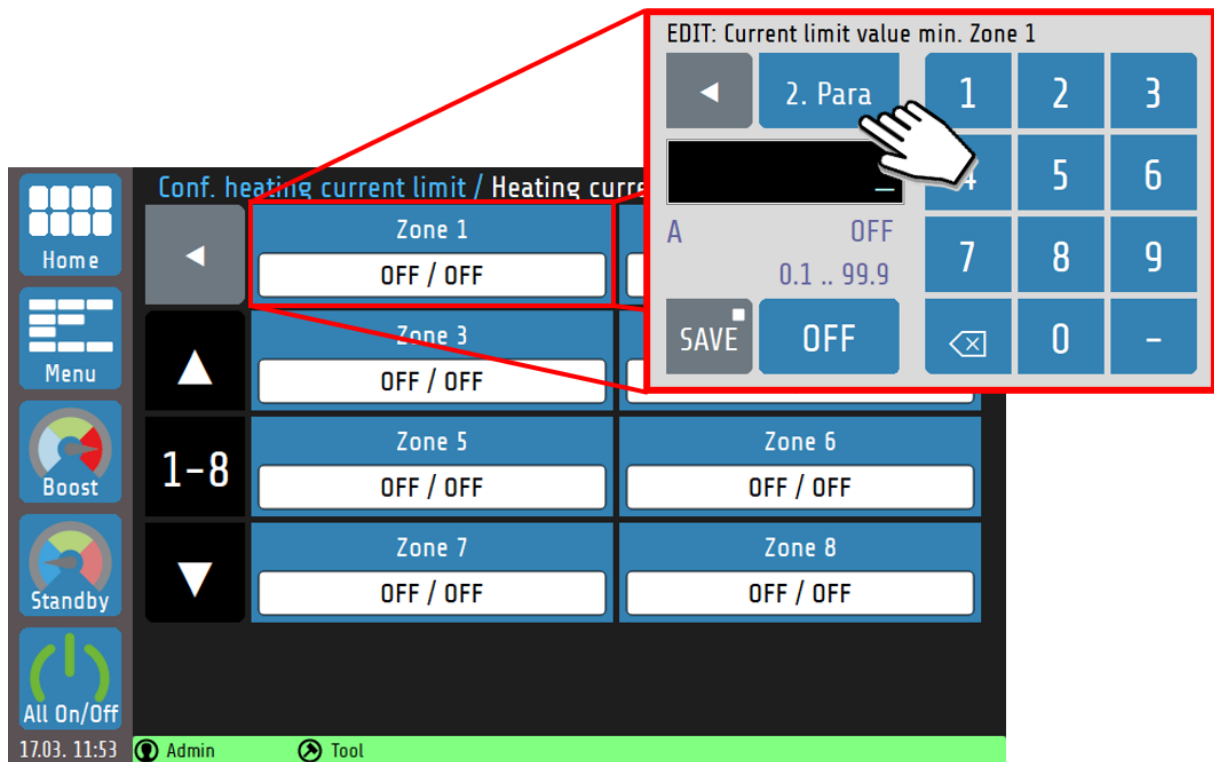 EDIT: Current limit value min. Zone 1
2. Para
1
2
3
4
5
6
A
OFF
0.1 .. 99.9
7
8
9
SAVE
OFF
0
-
Conf. heating current limit / Heating curre
Home
Menu
Boost
Standby
All On/Off
17.03. 11:53
1-8
Zone 1
OFF / OFF
Zone 3
OFF / OFF
Zone 5
OFF / OFF
Zone 6
OFF / OFF
Zone 7
OFF / OFF
Zone 8
OFF / OFF
Admin
Tool